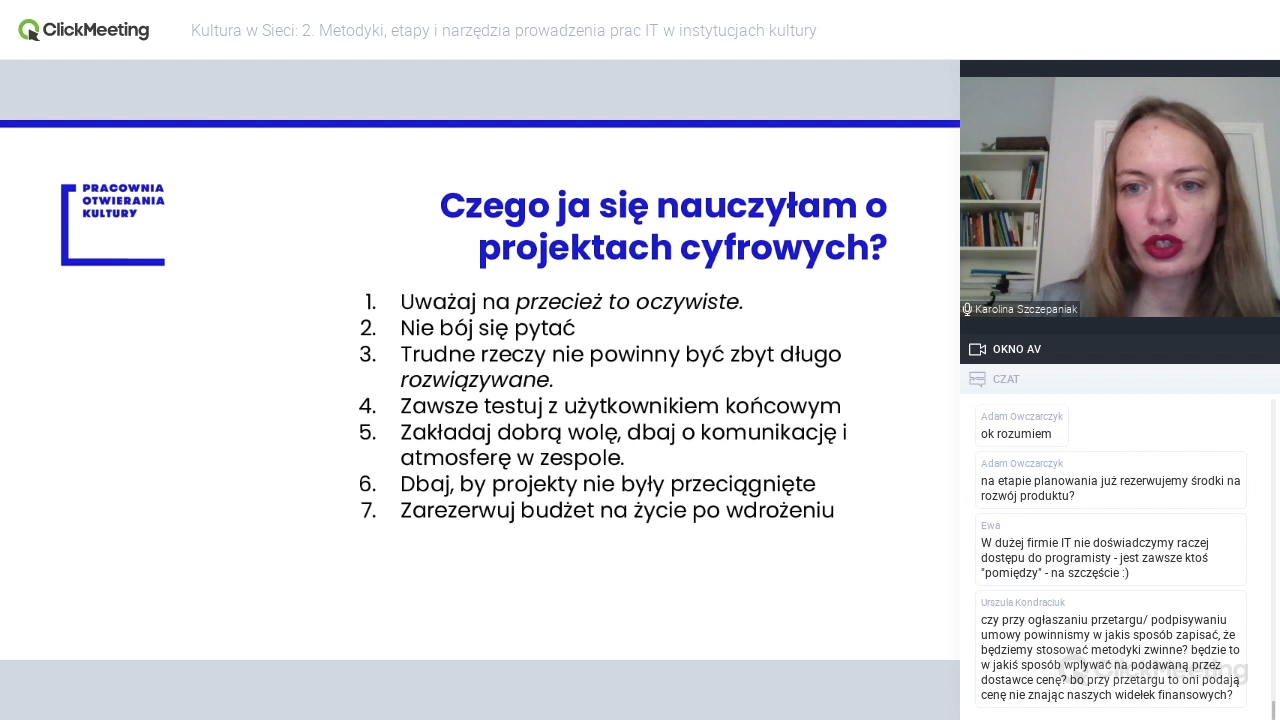 ClickMeeting
Kultura w Sieci: 2. Metodyki, etapy i narzędzia prowadzenia prac IT w instytucjach kultury
PRACOWNIA
OTWIERANIA
KULTURY
Czego ja się nauczyłam o
projektach cyfrowych?
1. Uważaj na przecież to oczywiste.
2. Nie bój się pytać
3. Trudne rzeczy nie powinny być zbyt długo
rozwiązywane.
4. Zawsze testuj z użytkownikiem końcowym
5. Zakładaj dobrą wolę, dbaj o komunikację i
atmosferę w zespole.
6. Dbaj, by projekty nie były przeciągnięte
7. Zarezerwuj budżet na życie po wdrożeniu
Karolina Szczepaniak
OKNO AV
CZAT
Adam Owczarczyk
ok rozumiem
Adam Owczarczyk
na etapie planowania już rezerwujemy środki na
rozwój produktu?
Ewa
W dużej firmie IT nie doświadczymy raczej
dostępu do programisty - jest zawsze ktoś
"pomiędzy" - na szczęście :)
Urszula Kondraciuk
czy przy ogłaszaniu przetargu/ podpisywaniu
umowy powinnismy w jakis sposób zapisać, że
będziemy stosować metodyki zwinne? będzie to
w jakiś sposób wplywać na podawaną przez
dostawce cenę? bo przy przetargu to oni podają
cenę nie znając naszych widełek finansowych?
ClickMeeting